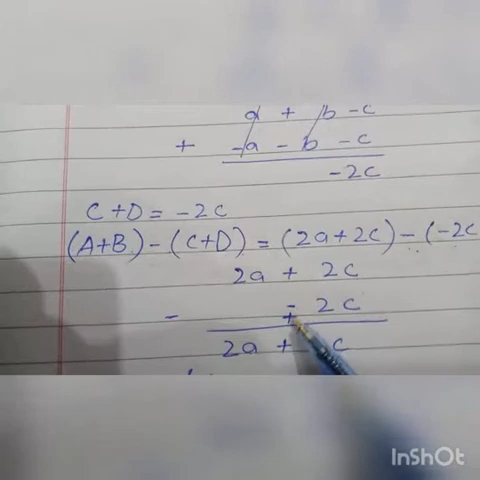 a + b - c
+ -a - b - c
-2c
C + D = -2c
(A+B) - (C+D) = (2a+2c) - (-2c
2a + 2c
- - 2c
+
2a + c
InShOt